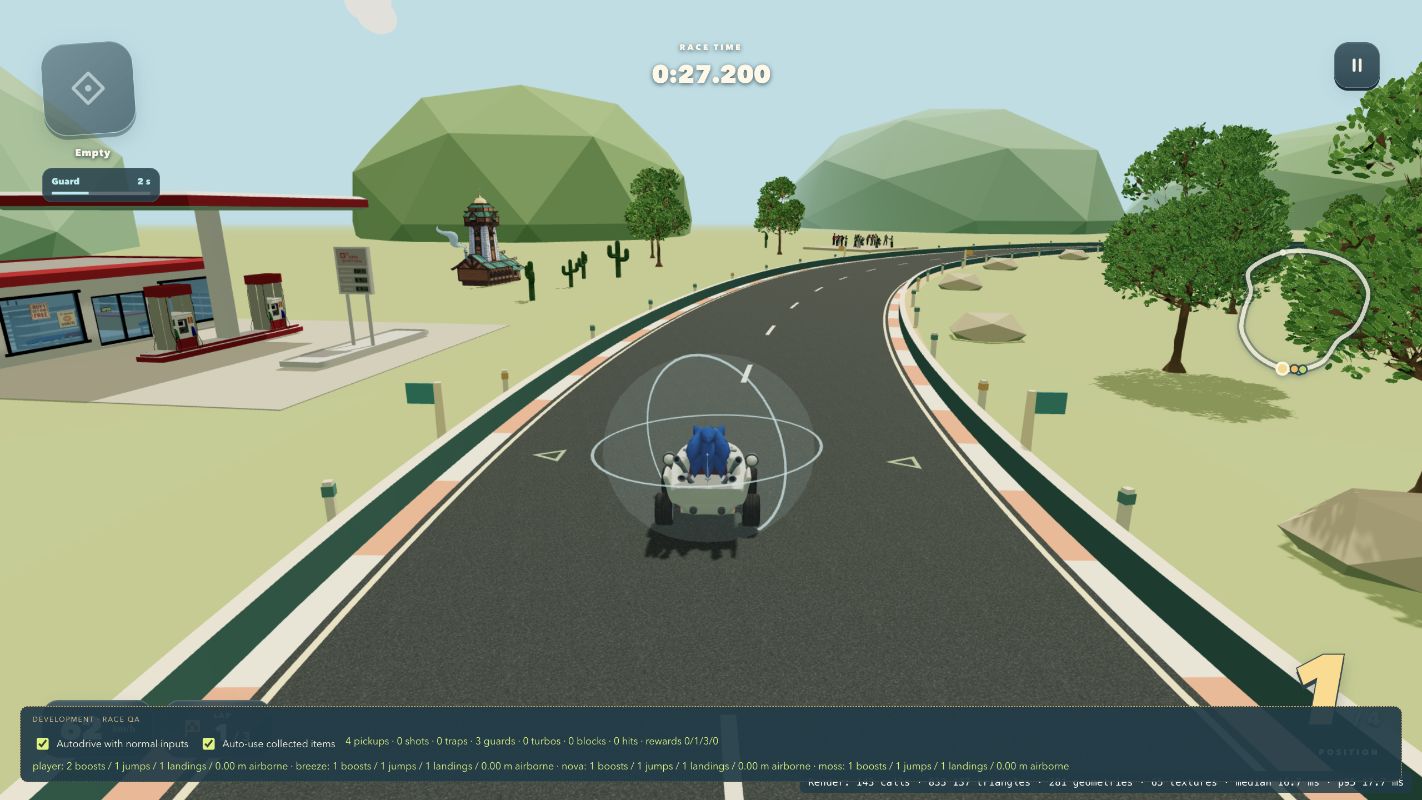 RACE TIME
0:27.200
Empty
Guard 2 s
1
DEVELOPMENT · RACE QA
Autodrive with normal inputs
Auto-use collected items
4 pickups · 0 shots · 0 traps · 3 guards · 0 turbos · 0 blocks · 0 hits · rewards 0/1/3/0
POSITION
player: 2 boosts / 1 jumps / 1 landings / 0.00 m airborne · breeze: 1 boosts / 1 jumps / 1 landings / 0.00 m airborne · nova: 1 boosts / 1 jumps / 1 landings / 0.00 m airborne · moss: 1 boosts / 1 jumps / 1 landings / 0.00 m airborne